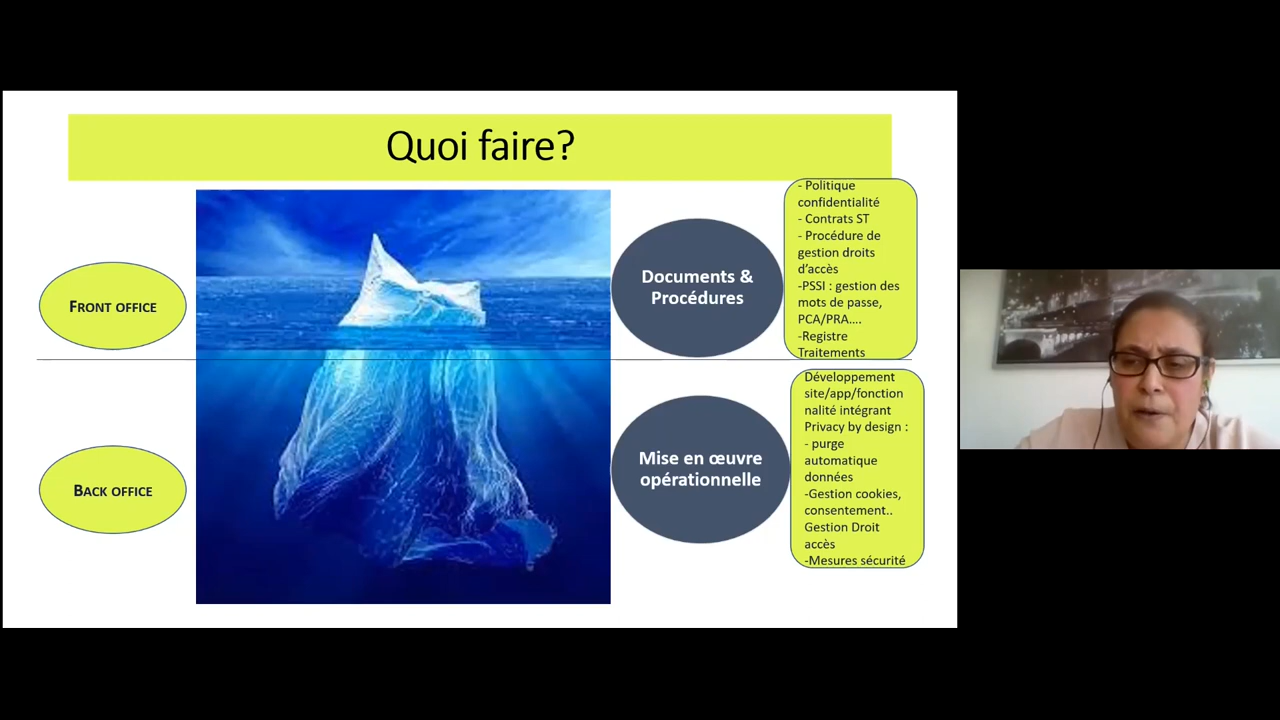 Quoi faire?
FRONT OFFICE
Documents &
Procédures
- Politique
confidentialité
- Contrats ST
- Procédure de
gestion droits
d'accès
-PSSI : gestion des
mots de passe,
PCA/PRA....
-Registre
Traitements
BACK OFFICE
Mise en œuvre
opérationnelle
Développement
site/app/fonction
nalité intégrant
Privacy by design :
- purge
automatique
données
-Gestion cookies,
consentement..
Gestion Droit
accès
-Mesures sécurité